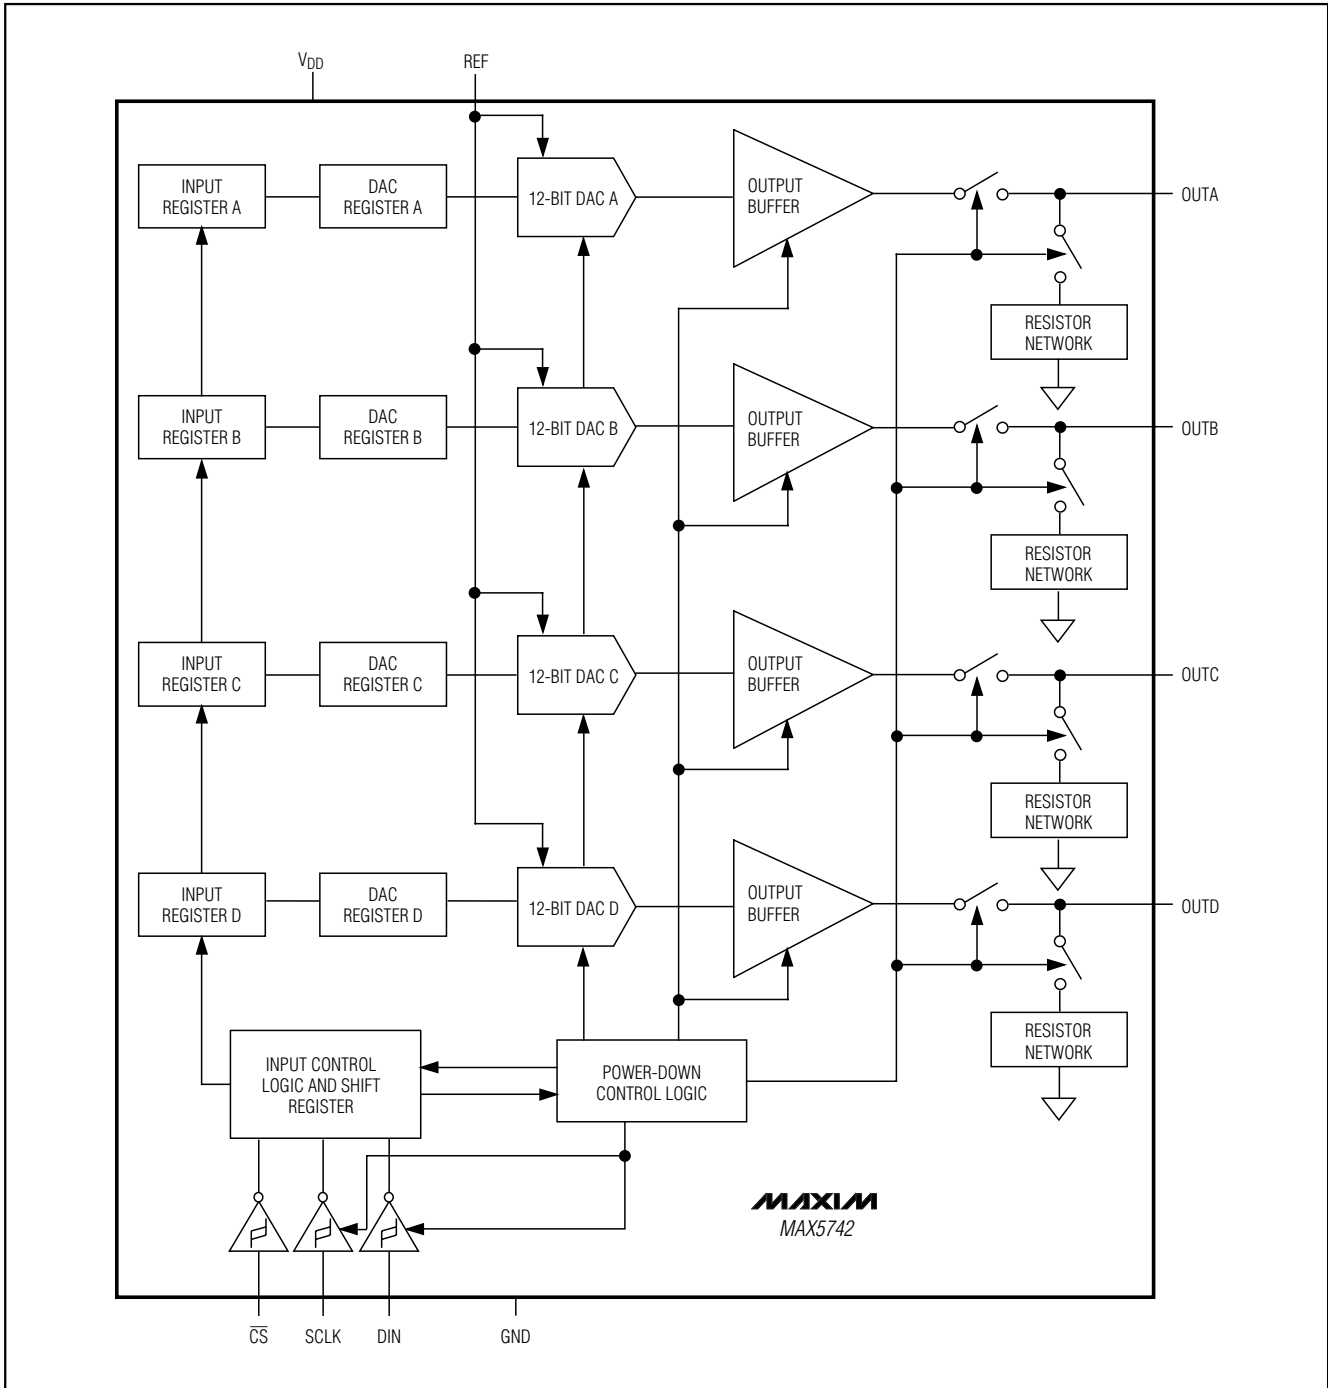 VDD
REF
INPUT
REGISTER A
DAC
REGISTER A
12-BIT DAC A
OUTPUT
BUFFER
OUTA
RESISTOR
NETWORK
INPUT
REGISTER B
DAC
REGISTER B
12-BIT DAC B
OUTPUT
BUFFER
OUTB
RESISTOR
NETWORK
INPUT
REGISTER C
DAC
REGISTER C
12-BIT DAC C
OUTPUT
BUFFER
OUTC
RESISTOR
NETWORK
INPUT
REGISTER D
DAC
REGISTER D
12-BIT DAC D
OUTPUT
BUFFER
OUTD
RESISTOR
NETWORK
INPUT CONTROL
LOGIC AND SHIFT
REGISTER
POWER-DOWN
CONTROL LOGIC
MAXIM
MAX5742
C̅S̅
SCLK
DIN
GND